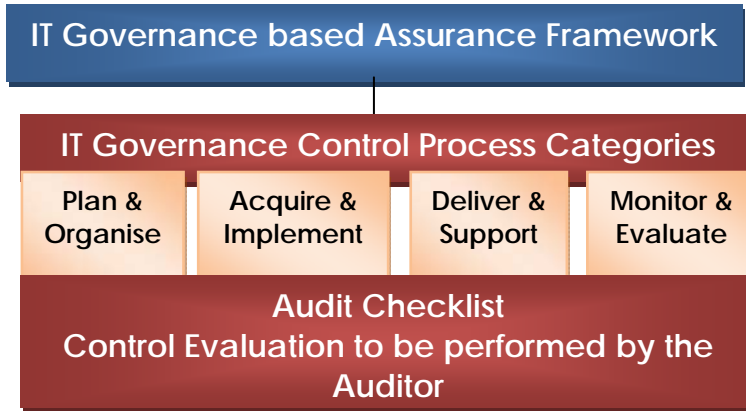 IT Governance based Assurance Framework
IT Governance Control Process Categories
Plan &
Organise
Acquire &
Implement
Deliver &
Support
Monitor &
Evaluate
Audit Checklist
Control Evaluation to be performed by the
Auditor